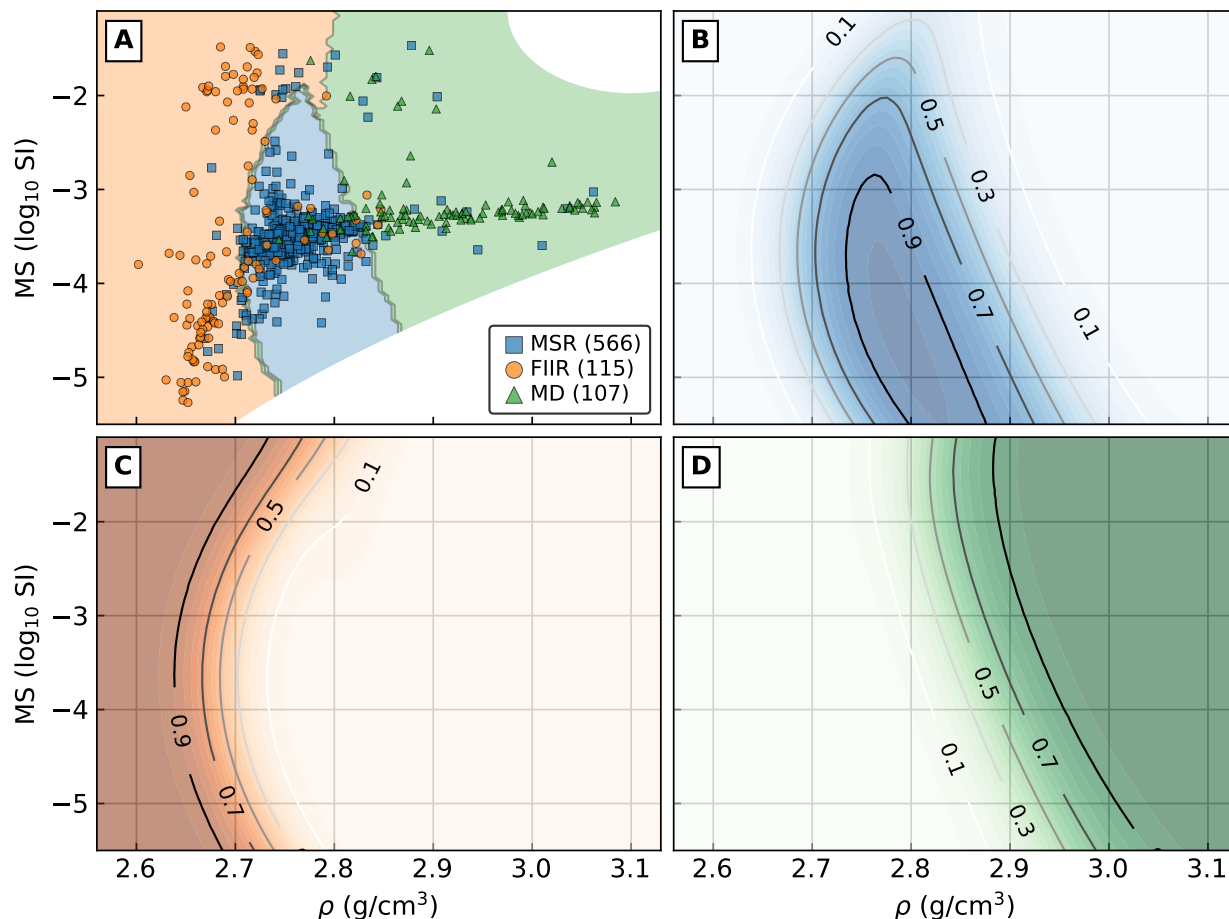 A
B
MS (log10 SI)
−2
−3
−4
−5
MSR (566)
FIIR (115)
MD (107)
0.1
0.5
0.3
0.9
0.7
0.1
C
D
MS (log10 SI)
−2
−3
−4
−5
0.1
0.5
0.9
0.7
0.5
0.7
0.1
0.3
2.6 2.7 2.8 2.9 3.0 3.1
2.6 2.7 2.8 2.9 3.0 3.1
ρ (g/cm³)
ρ (g/cm³)